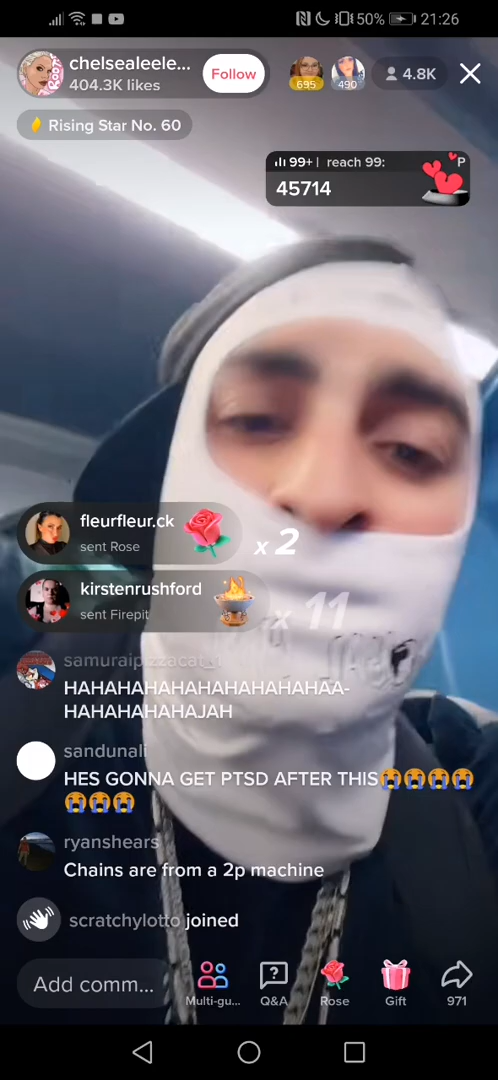 50% 21:26
chelsealeele...
404.3K likes
Follow
695
490
4.8K
Rising Star No. 60
99+ | reach 99:
P
45714
fleurfleur.ck
sent Rose
x 2
kirstenrushford
sent Firepit
x 11
HAHAHAHAHAHAHAHAHAHAA-
HAHAHAHAHAJAH
sandunali
HES GONNA GET PTSD AFTER THIS😭😭😭😭
😭😭😭
ryanshears
Chains are from a 2p machine
scratchylotto joined
Add comm...
Multi-gu...
Q&A
Rose
Gift
971